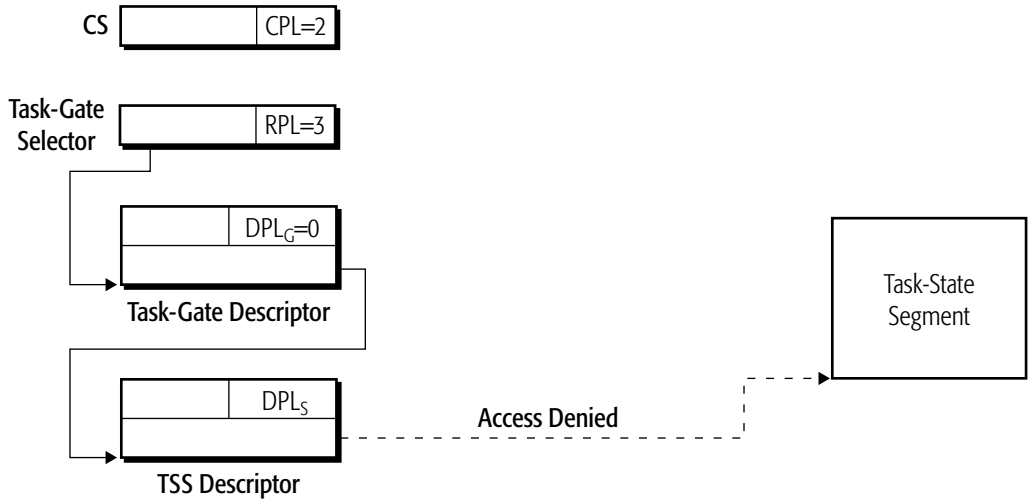 CS
CPL=2
Task-Gate
Selector
RPL=3
DPLG=0
Task-Gate Descriptor
Task-State
Segment
DPLS
Access Denied
TSS Descriptor